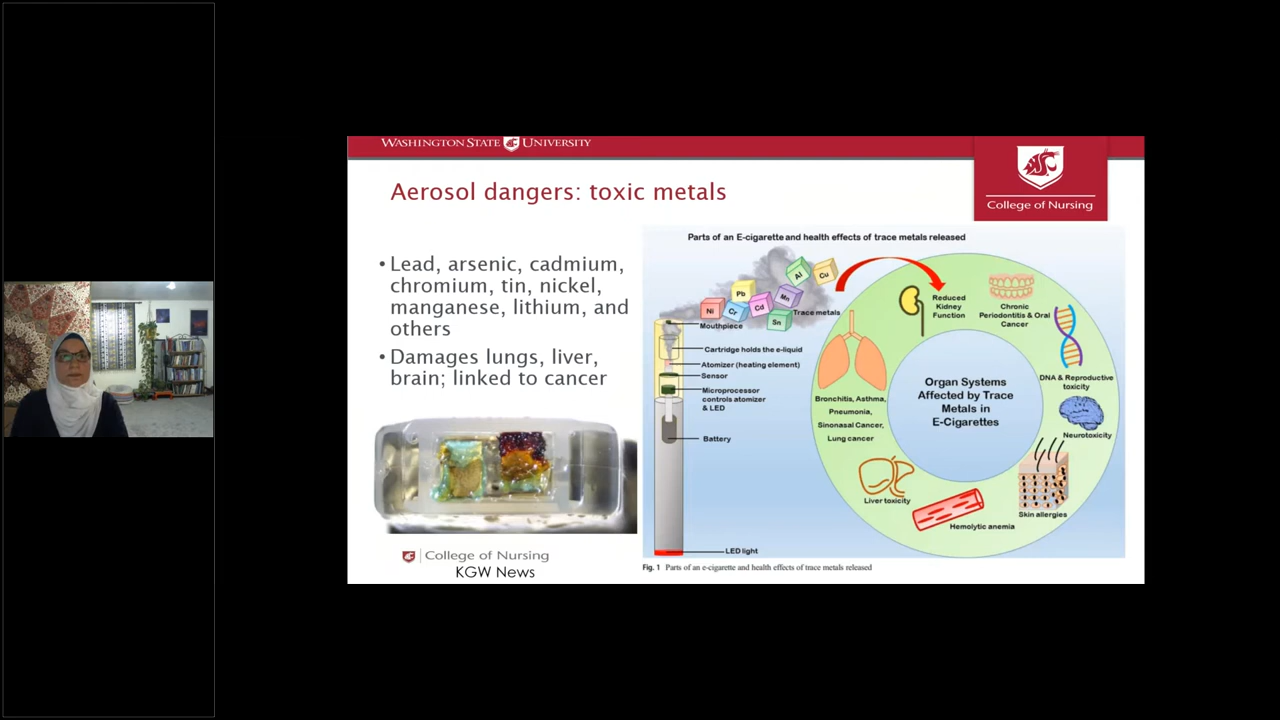 WASHINGTON STATE UNIVERSITY
College of Nursing
Aerosol dangers: toxic metals
• Lead, arsenic, cadmium,
chromium, tin, nickel,
manganese, lithium, and
others
• Damages lungs, liver,
brain; linked to cancer
College of Nursing
KGW News
Parts of an E-cigarette and health effects of trace metals released
Al
Cu
Pb
Mn
Cd
Ni
Cr
Sn
Trace metals
Mouthpiece
Cartridge holds the e-liquid
Atomizer (heating element)
Sensor
Microprocessor
controls atomizer
& LED
Battery
LED light
Reduced
Kidney
Function
Chronic
Periodontitis & Oral
Cancer
DNA & Reproductive
toxicity
Neurotoxicity
Skin allergies
Hemolytic anemia
Liver toxicity
Bronchitis, Asthma,
Pneumonia,
Sinonasal Cancer,
Lung cancer
Organ Systems
Affected by Trace
Metals in
E-Cigarettes
Fig. 1 Parts of an e-cigarette and health effects of trace metals released